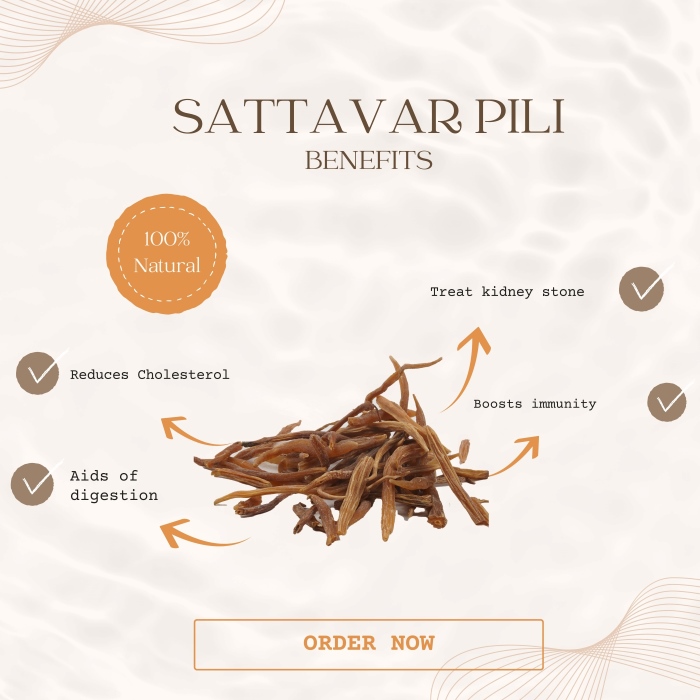 SATTAVAR PILI
BENEFITS
100%
Natural
Treat kidney stone
Reduces Cholesterol
Boosts immunity
Aids of
digestion
ORDER NOW